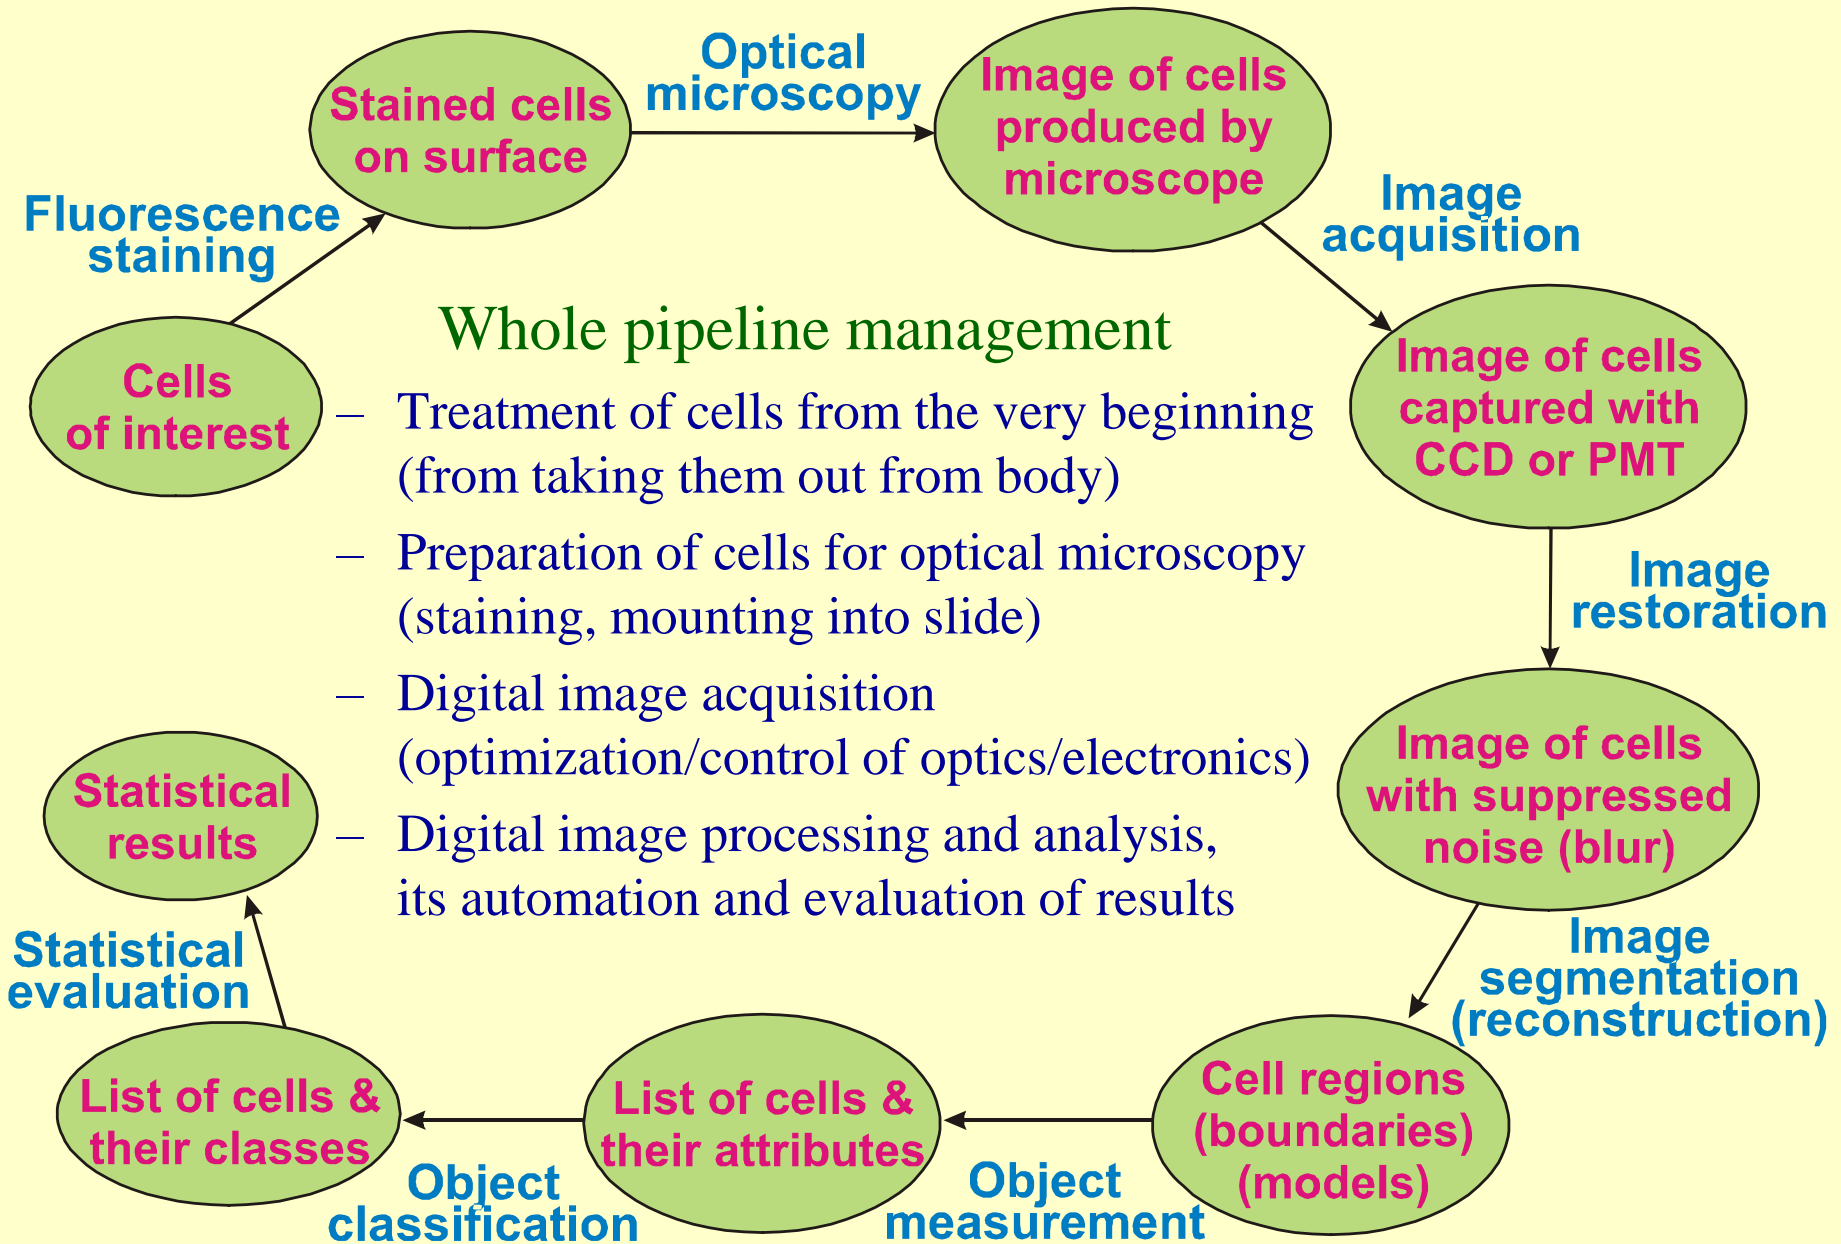 Optical
microscopy
Stained cells
on surface
Image of cells
produced by
microscope
Fluorescence
staining
Image
acquisition
Whole pipeline management
Cells
of interest
Image of cells
captured with
CCD or PMT
– Treatment of cells from the very beginning
(from taking them out from body)
– Preparation of cells for optical microscopy
(staining, mounting into slide)
– Digital image acquisition
(optimization/control of optics/electronics)
– Digital image processing and analysis,
its automation and evaluation of results
Image
restoration
Image of cells
with suppressed
noise (blur)
Image
segmentation
(reconstruction)
Cell regions
(boundaries)
(models)
Object
measurement
List of cells &
their attributes
Object
classification
List of cells &
their classes
Statistical
evaluation
Statistical
results